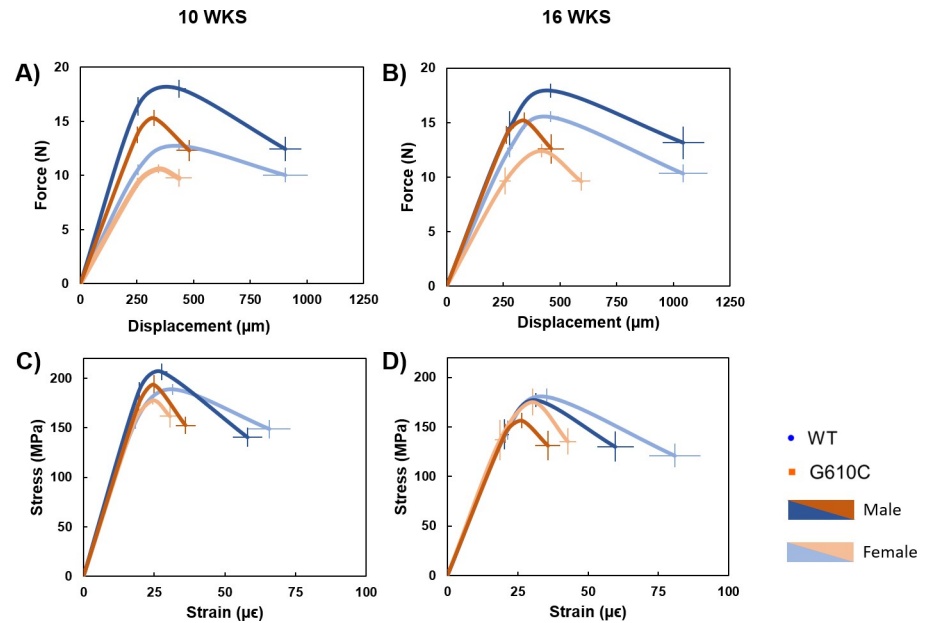 10 WKS
16 WKS
A)
20
15
10
5
0
Force (N)
0 250 500 750 1000 1250
Displacement (μm)
B)
20
15
10
5
0
Force (N)
0 250 500 750 1000 1250
Displacement (μm)
C)
200
150
100
50
0
Stress (MPa)
0 25 50 75 100
Strain (μє)
D)
200
150
100
50
0
Stress (MPa)
0 25 50 75 100
Strain (μє)
WT
G610C
Male
Female